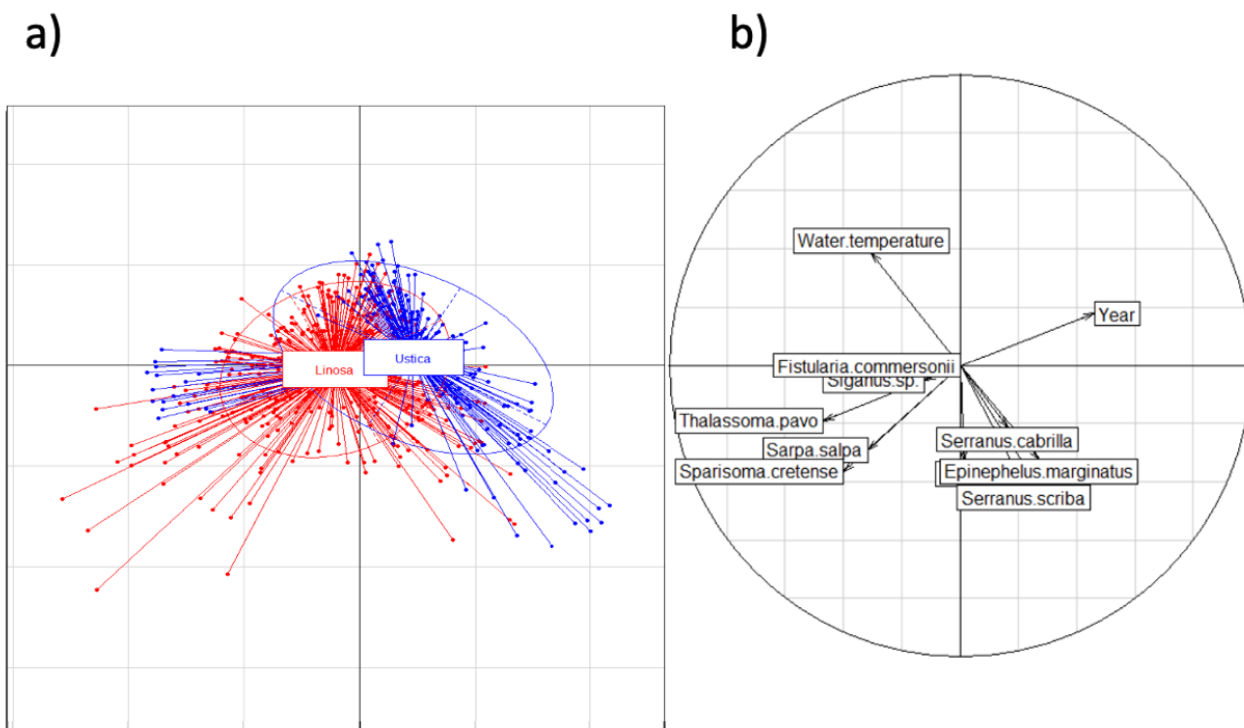 a)
b)
Linosa
Ustica
Water.temperature
Year
Fistularia.commersonii
Siganus.sp.
Thalassoma.pavo
Sarpa.salpa
Sparisoma.cretense
Serranus.cabrilla
Epinephelus.marginatus
Serranus.scriba